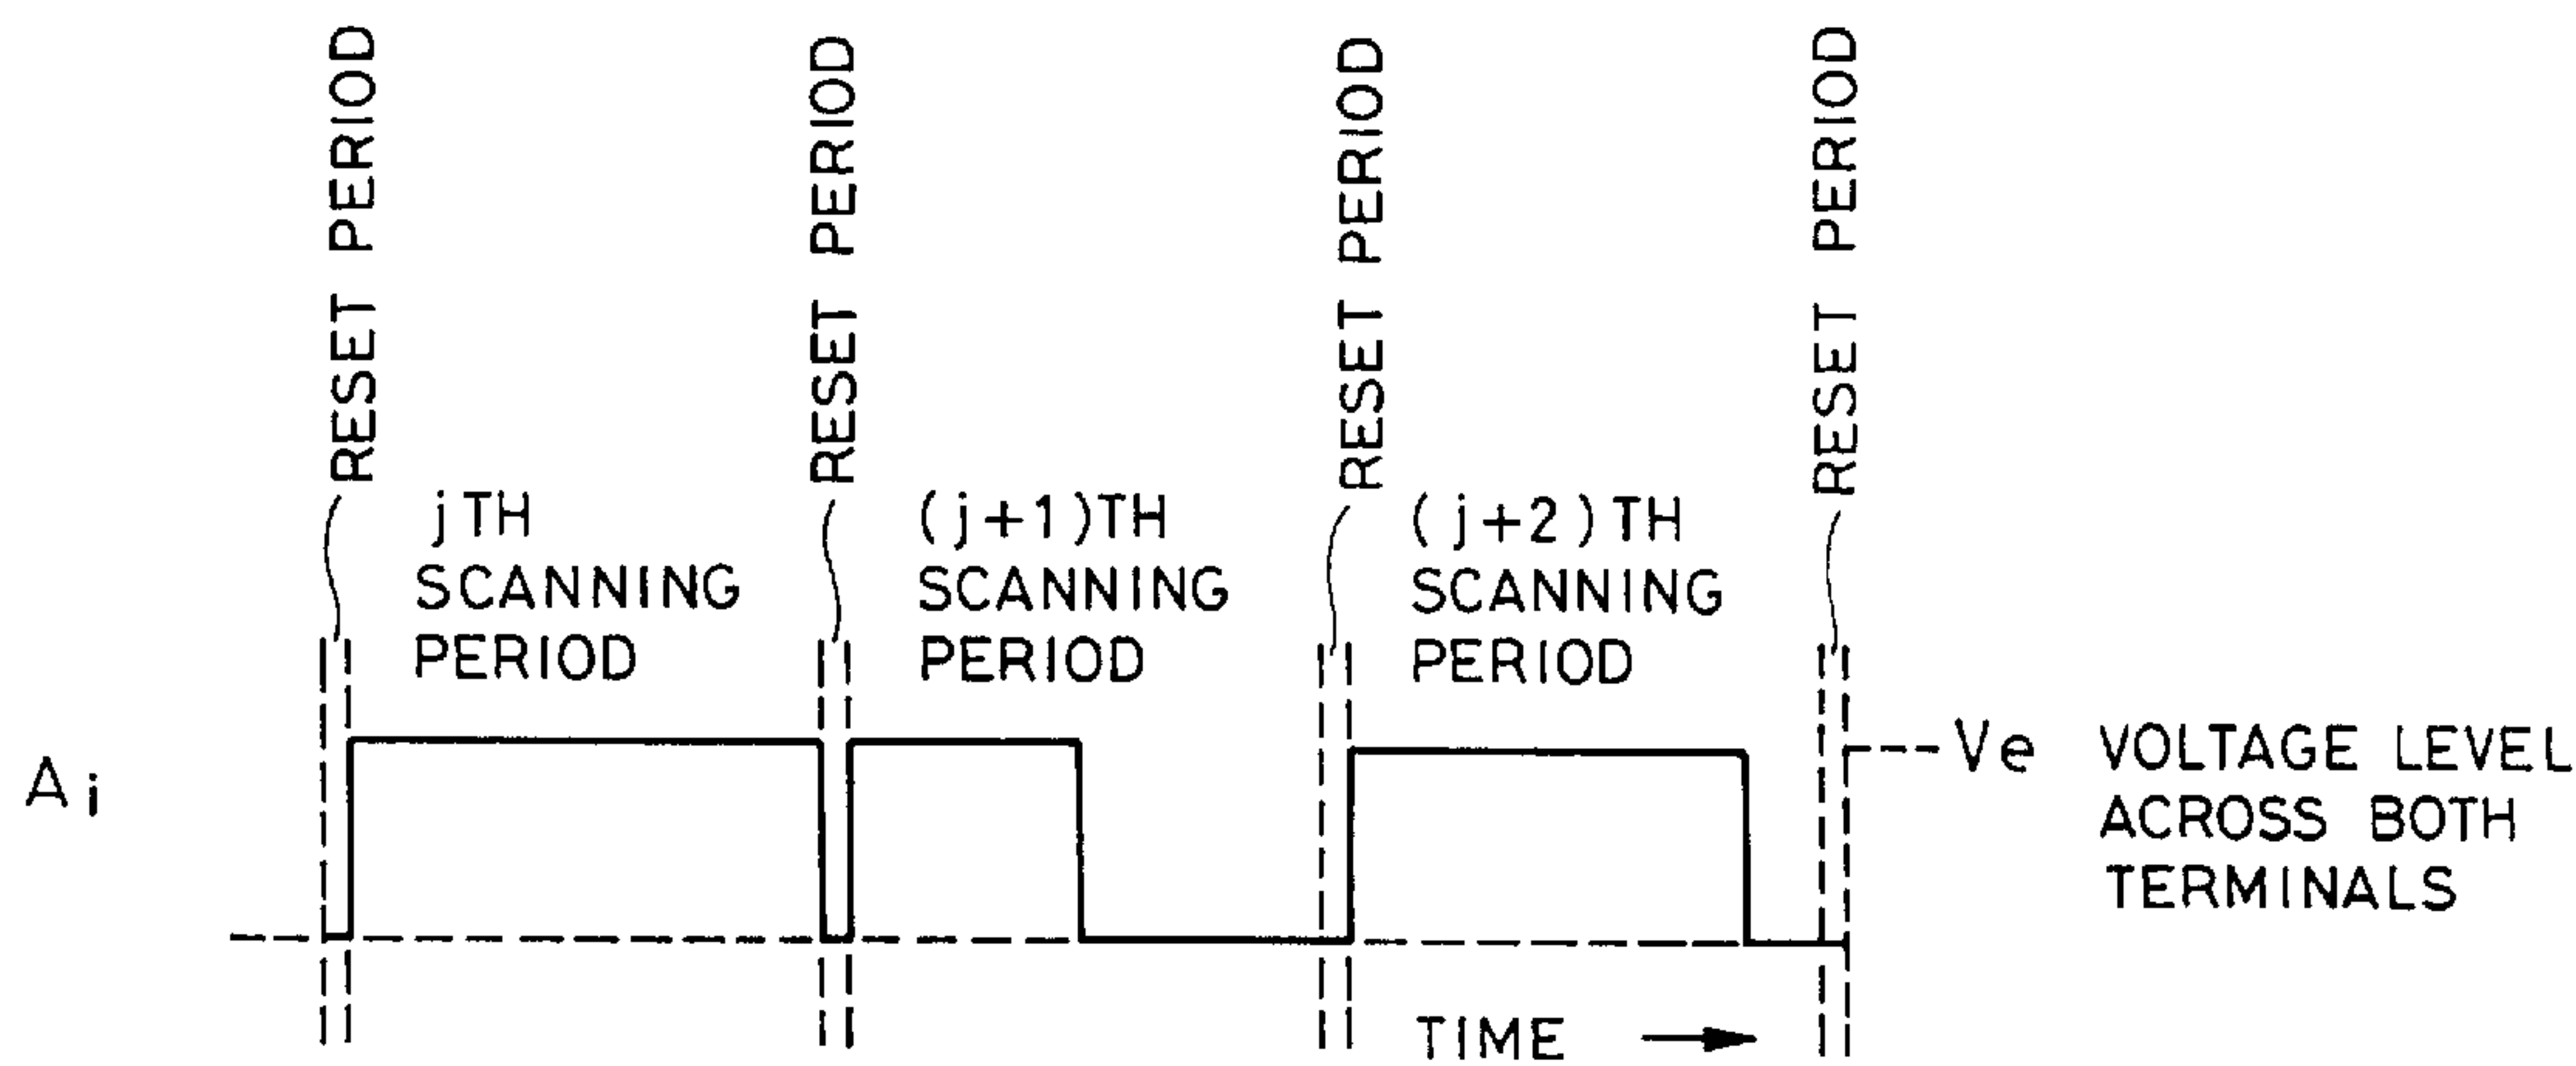 RESET PERIOD
RESET PERIOD
RESET PERIOD
RESET PERIOD
jTH
SCANNING
PERIOD
(j+1)TH
SCANNING
PERIOD
(j+2)TH
SCANNING
PERIOD
Ai
Ve
VOLTAGE LEVEL
ACROSS BOTH
TERMINALS
TIME